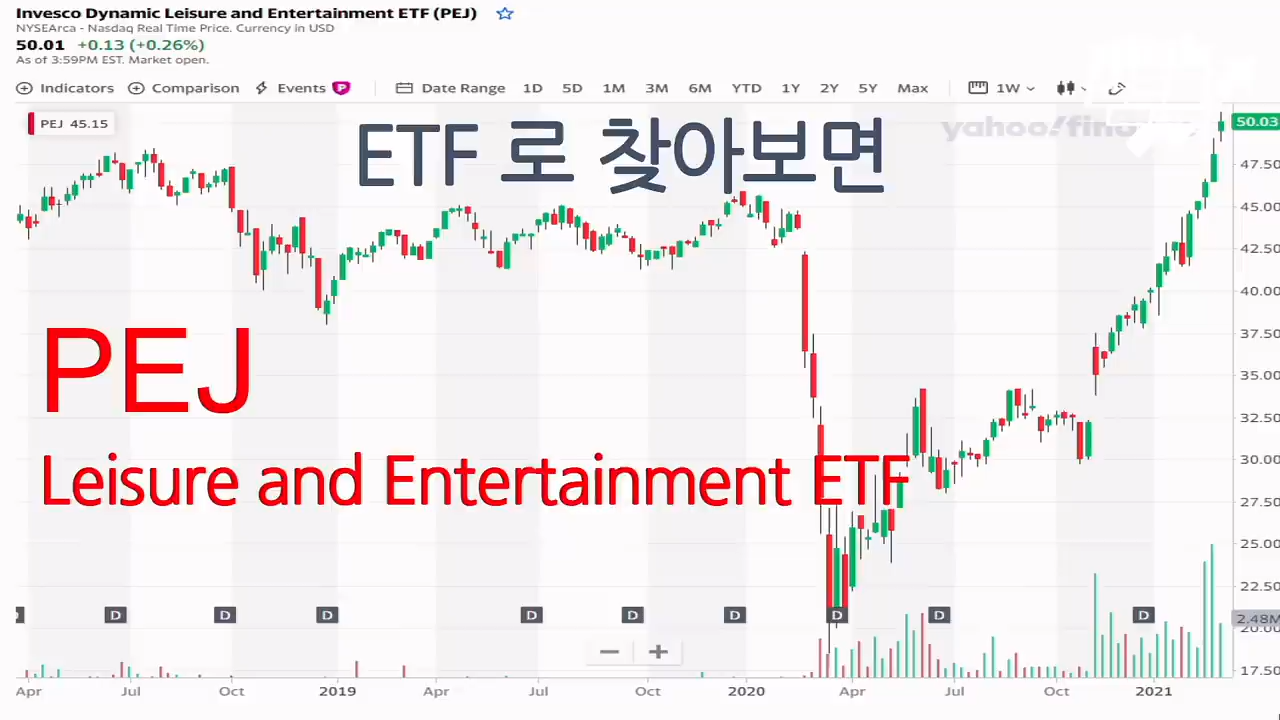 Invesco Dynamic Leisure and Entertainment ETF (PEJ)
NYSEArca - Nasdaq Real Time Price. Currency in USD
50.01 +0.13 (+0.26%)
As of 3:59PM EST. Market open.
Indicators Comparison Events P Date Range 1D 5D 1M 3M 6M YTD 1Y 2Y 5Y Max 1W
PEJ 45.15
ETF 로 찾아보면
50.03
47.50
45.00
42.50
40.00
37.50
35.00
32.50
30.00
27.50
25.00
22.50
2.48M
20.00
17.50
PEJ
Leisure and Entertainment ETF
D D D D D D D D D
Apr Jul Oct 2019 Apr Jul Oct 2020 Apr Jul Oct 2021